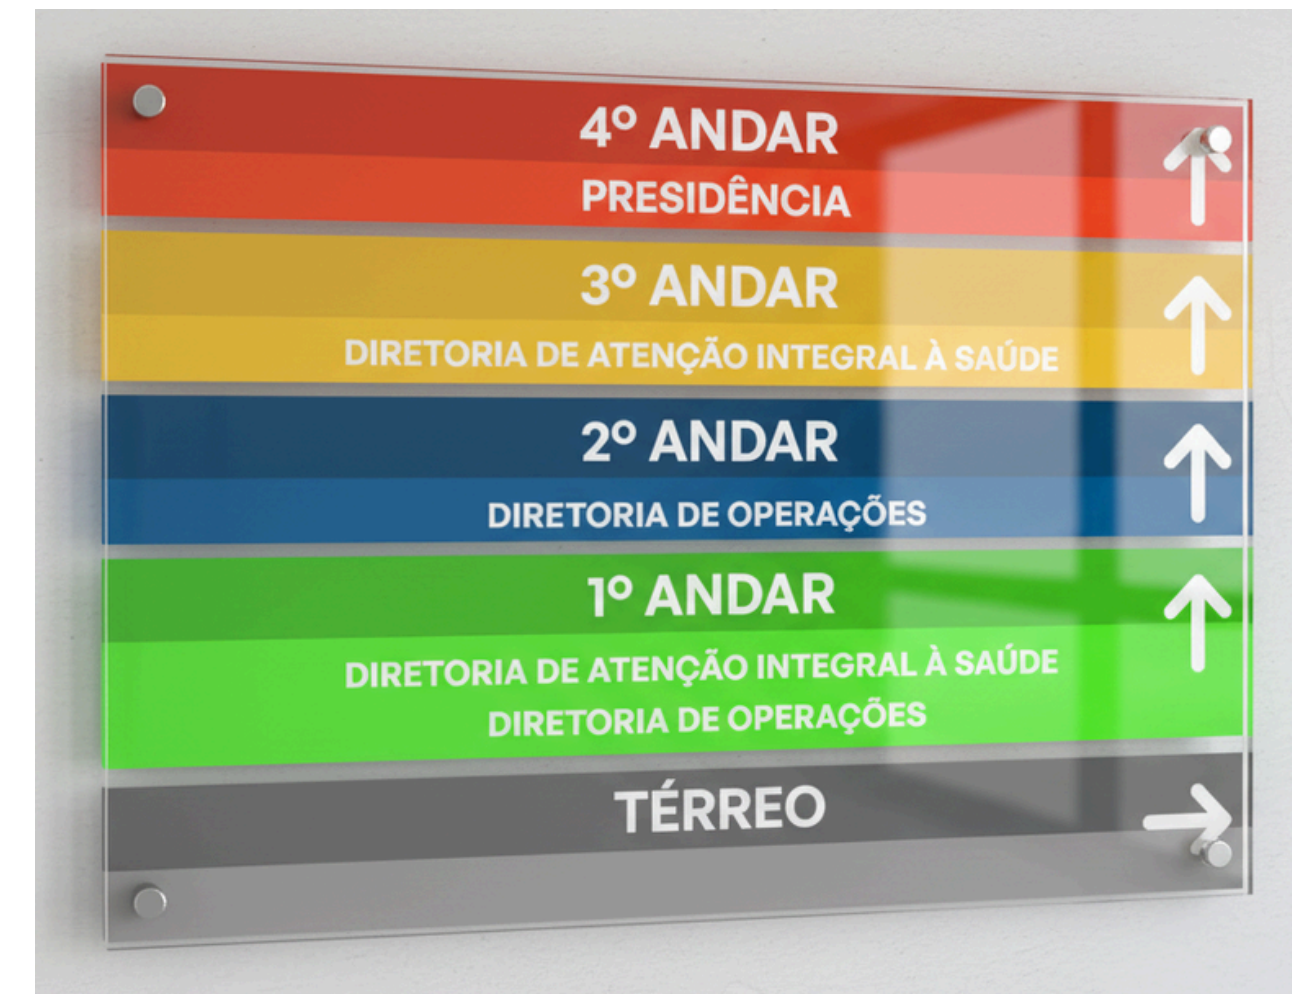 4º ANDAR
PRESIDÊNCIA
3º ANDAR
DIRETORIA DE ATENÇÃO INTEGRAL À SAÚDE
2º ANDAR
DIRETORIA DE OPERAÇÕES
1º ANDAR
DIRETORIA DE ATENÇÃO INTEGRAL À SAÚDE
DIRETORIA DE OPERAÇÕES
TÉRREO